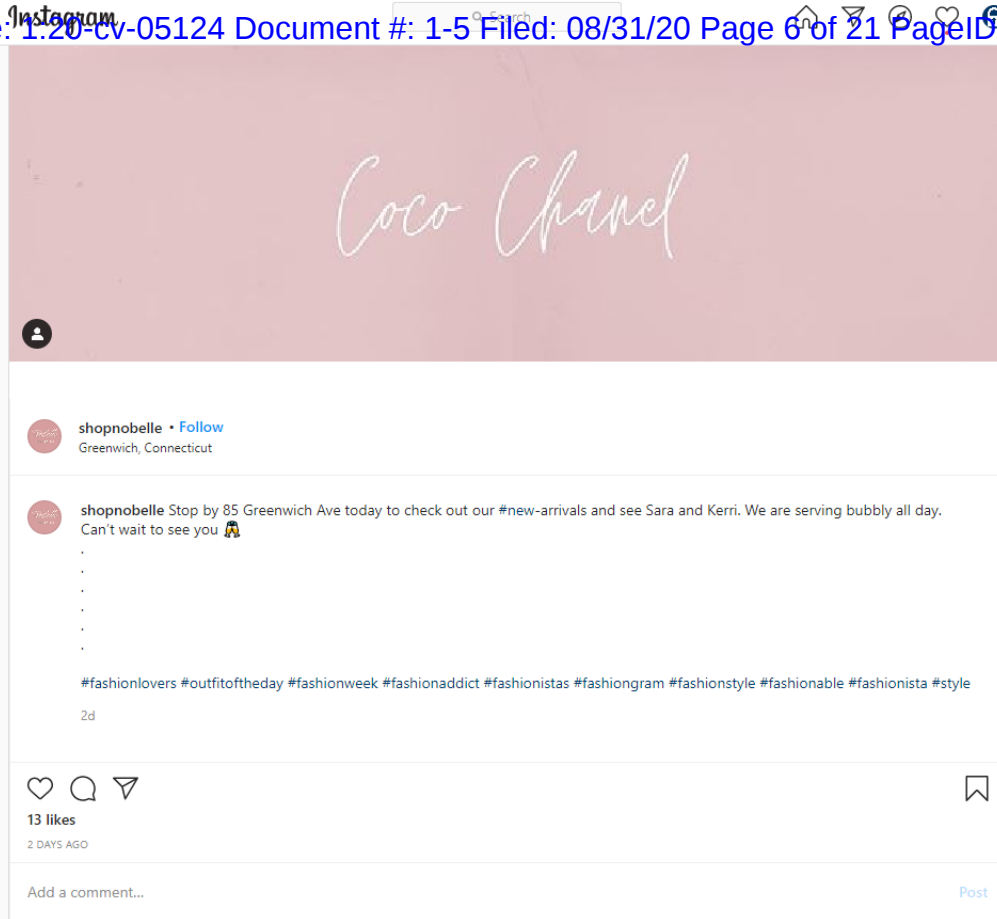 Instagram
Search
: 1:20-cv-05124 Document #: 1-5 Filed: 08/31/20 Page 6 of 21 PageID
Coco Chanel
shopnobelle • Follow
Greenwich, Connecticut
shopnobelle Stop by 85 Greenwich Ave today to check out our #new-arrivals and see Sara and Kerri. We are serving bubbly all day.
Can't wait to see you 🥂
.
.
.
.
.
.
#fashionlovers #outfitoftheday #fashionweek #fashionaddict #fashionistas #fashiongram #fashionstyle #fashionable #fashionista #style
2d
13 likes
2 DAYS AGO
Add a comment... Post